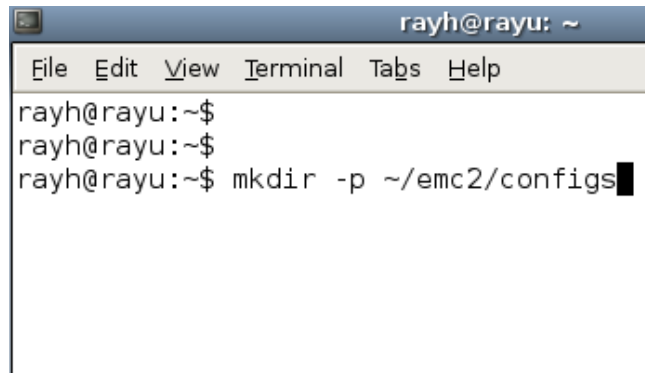 rayh@rayu: ~
File Edit View Terminal Tabs Help
rayh@rayu:~$
rayh@rayu:~$
rayh@rayu:~$ mkdir -p ~/emc2/configs